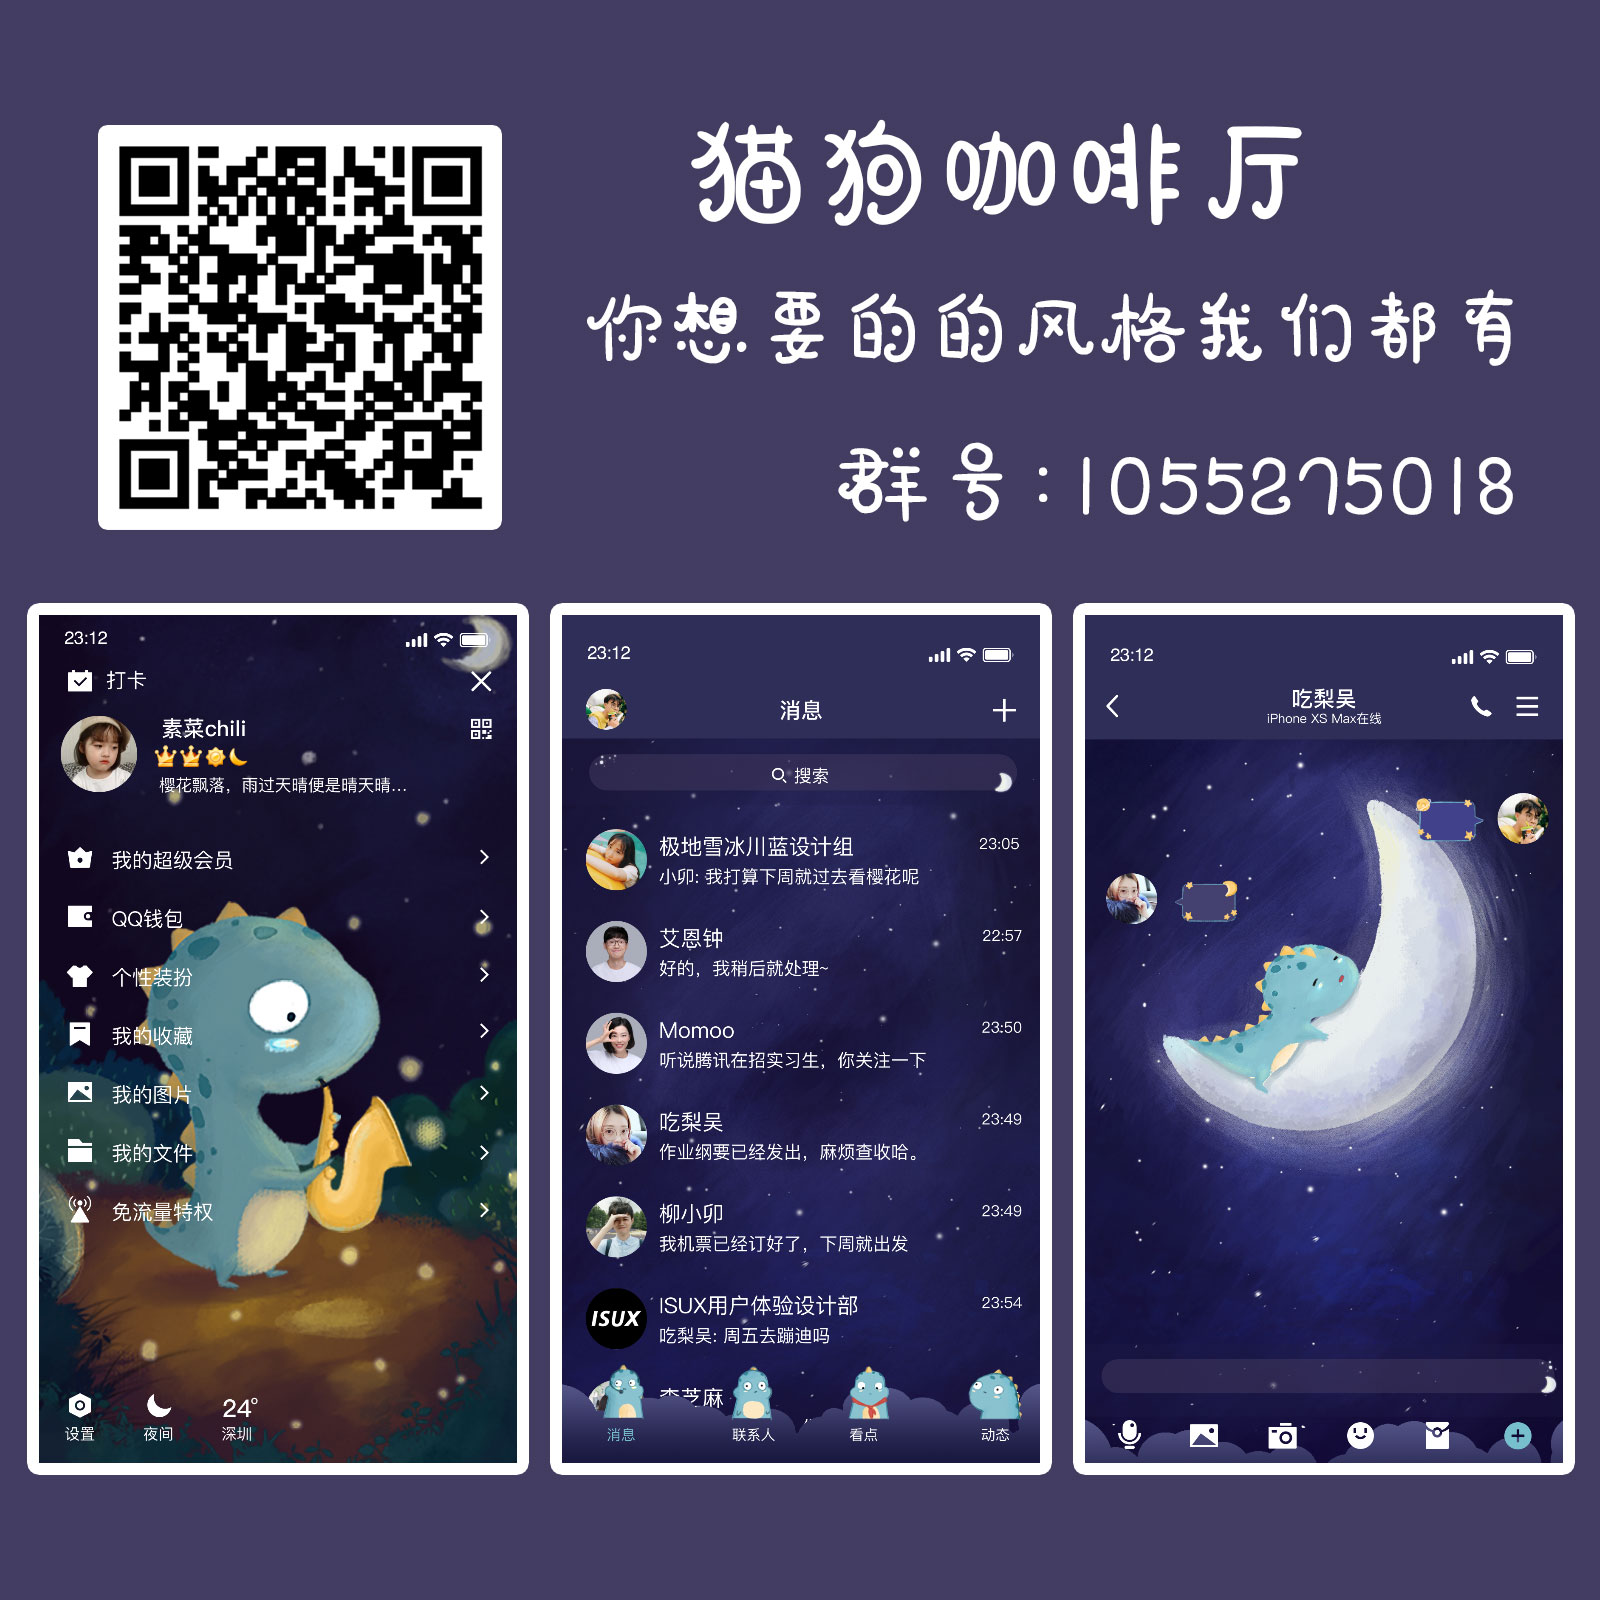 猫狗咖啡厅
你想要的的风格我们都有
群号:1055275018
23:12
打卡
素菜chili
樱花飘落，雨过天晴便是晴天晴...
我的超级会员
QQ钱包
个性装扮
我的收藏
我的图片
我的文件
免流量特权
24°
设置 夜间 深圳
23:12
消息
搜索
极地雪冰川蓝设计组 23:05
小卯: 我打算下周就过去看樱花呢
艾恩钟 22:57
好的，我稍后就处理~
Momoo 23:50
听说腾讯在招实习生，你关注一下
吃梨吴 23:49
作业纲要已经发出，麻烦查收哈。
柳小卯 23:49
我机票已经订好了，下周就出发
ISUX
ISUX用户体验设计部 23:54
吃梨吴: 周五去蹦迪吗
李芝麻
消息 联系人 看点 动态
23:12
吃梨吴
iPhone XS Max在线